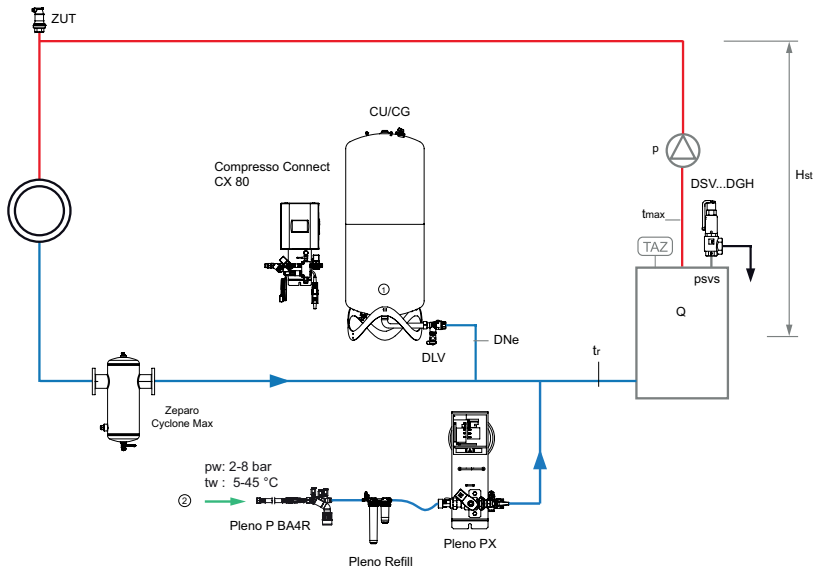 ZUT
CU/CG
Compresso Connect
CX 80
p
DSV...DGH
Hst
tmax
TAZ
psvs
Q
1
DNe
DLV
tr
Zeparo
Cyclone Max
pw: 2-8 bar
tw : 5-45 °C
2
Pleno P BA4R
Pleno Refill
Pleno PX